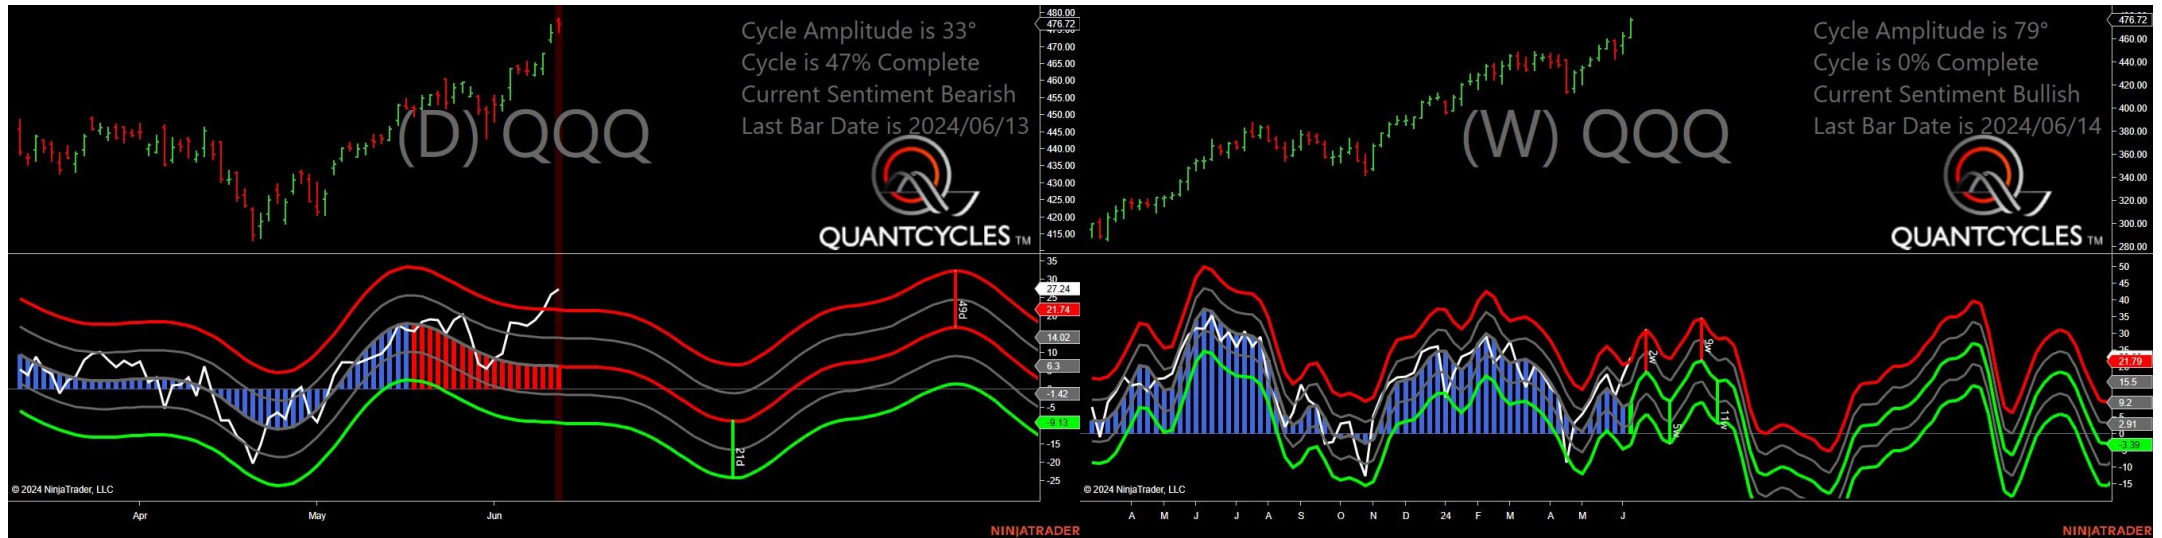 Cycle Amplitude is 33°
Cycle is 47% Complete
Current Sentiment Bearish
Last Bar Date is 2024/06/13
(D) QQQ
QUANTCYCLES TM
480.00
476.72
470.00
465.00
460.00
455.00
450.00
445.00
440.00
435.00
430.00
425.00
420.00
415.00
35
30
27.24
25
21.74
14.02
10
6.3
-1.42
-5
-9.13
-15
-20
-25
49d
21d
© 2024 NinjaTrader, LLC
Apr
May
Jun
NINJATRADER
Cycle Amplitude is 79°
Cycle is 0% Complete
Current Sentiment Bullish
Last Bar Date is 2024/06/14
(W) QQQ
QUANTCYCLES TM
476.72
460.00
440.00
420.00
400.00
380.00
360.00
340.00
320.00
300.00
280.00
50
45
40
35
30
21.79
15.5
9.2
2.91
0
-3.39
-10
-15
2w
9w
5w
11w
© 2024 NinjaTrader, LLC
A
M
J
J
A
S
O
N
D
24
F
M
A
M
J
NINJATRADER